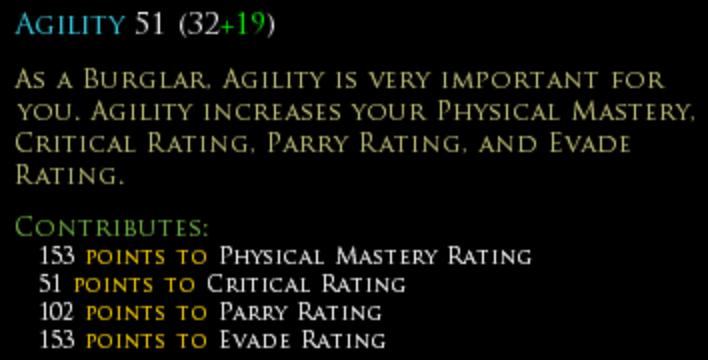 Agility 51 (32+19)
As a Burglar, Agility is very important for
you. Agility increases your Physical Mastery,
Critical Rating, Parry Rating, and Evade
Rating.
Contributes:
153 points to Physical Mastery Rating
51 points to Critical Rating
102 points to Parry Rating
153 points to Evade Rating